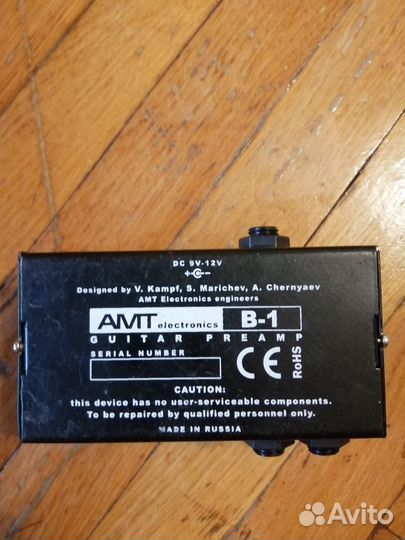 DC 9V-12V
Designed by V. Kampf, S. Marichev, A. Chernyaev
AMT Electronics engineers
AMT electronics B-1
GUITAR PREAMP
SERIAL NUMBER
CE
RoHS
CAUTION:
this device has no user-serviceable components.
To be repaired by qualified personnel only.
MADE IN RUSSIA
Avito